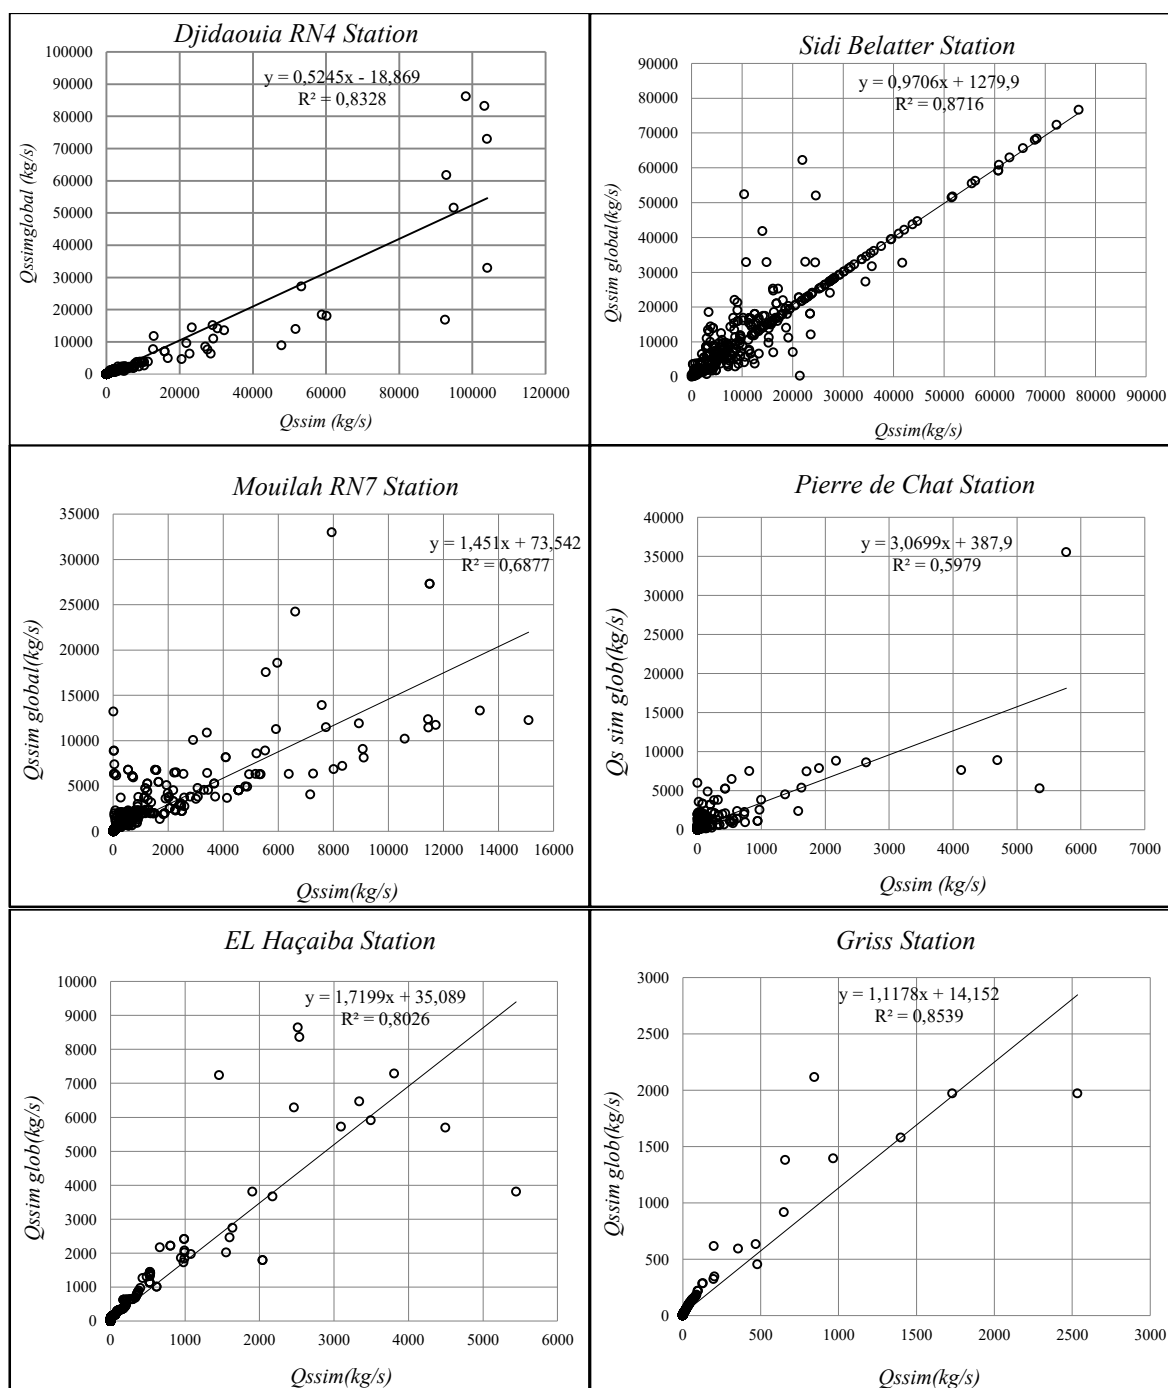 Djidaouia RN4 Station
100000
90000
80000
70000
60000
50000
40000
30000
20000
10000
0
y = 0,5245x - 18,869
R² = 0,8328
0 20000 40000 60000 80000 100000 120000
Qssim (kg/s)
Qssimglobal (kg/s)
Sidi Belatter Station
90000
80000
70000
60000
50000
40000
30000
20000
10000
0
y = 0,9706x + 1279,9
R² = 0,8716
0 10000 20000 30000 40000 50000 60000 70000 80000 90000
Qssim(kg/s)
Qssim global(kg/s)
Mouilah RN7 Station
35000
30000
25000
20000
15000
10000
5000
0
y = 1,451x + 73,542
R² = 0,6877
0 2000 4000 6000 8000 10000 12000 14000 16000
Qssim(kg/s)
Qssim global(kg/s)
Pierre de Chat Station
40000
35000
30000
25000
20000
15000
10000
5000
0
y = 3,0699x + 387,9
R² = 0,5979
0 1000 2000 3000 4000 5000 6000 7000
Qssim (kg/s)
Qs sim glob(kg/s)
EL Haçaiba Station
10000
9000
8000
7000
6000
5000
4000
3000
2000
1000
0
y = 1,7199x + 35,089
R² = 0,8026
0 1000 2000 3000 4000 5000 6000
Qssim(kg/s)
Qssim glob(kg/s)
Griss Station
3000
2500
2000
1500
1000
500
0
y = 1,1178x + 14,152
R² = 0,8539
0 500 1000 1500 2000 2500 3000
Qssim(kg/s)
Qssim glob(kg/s)